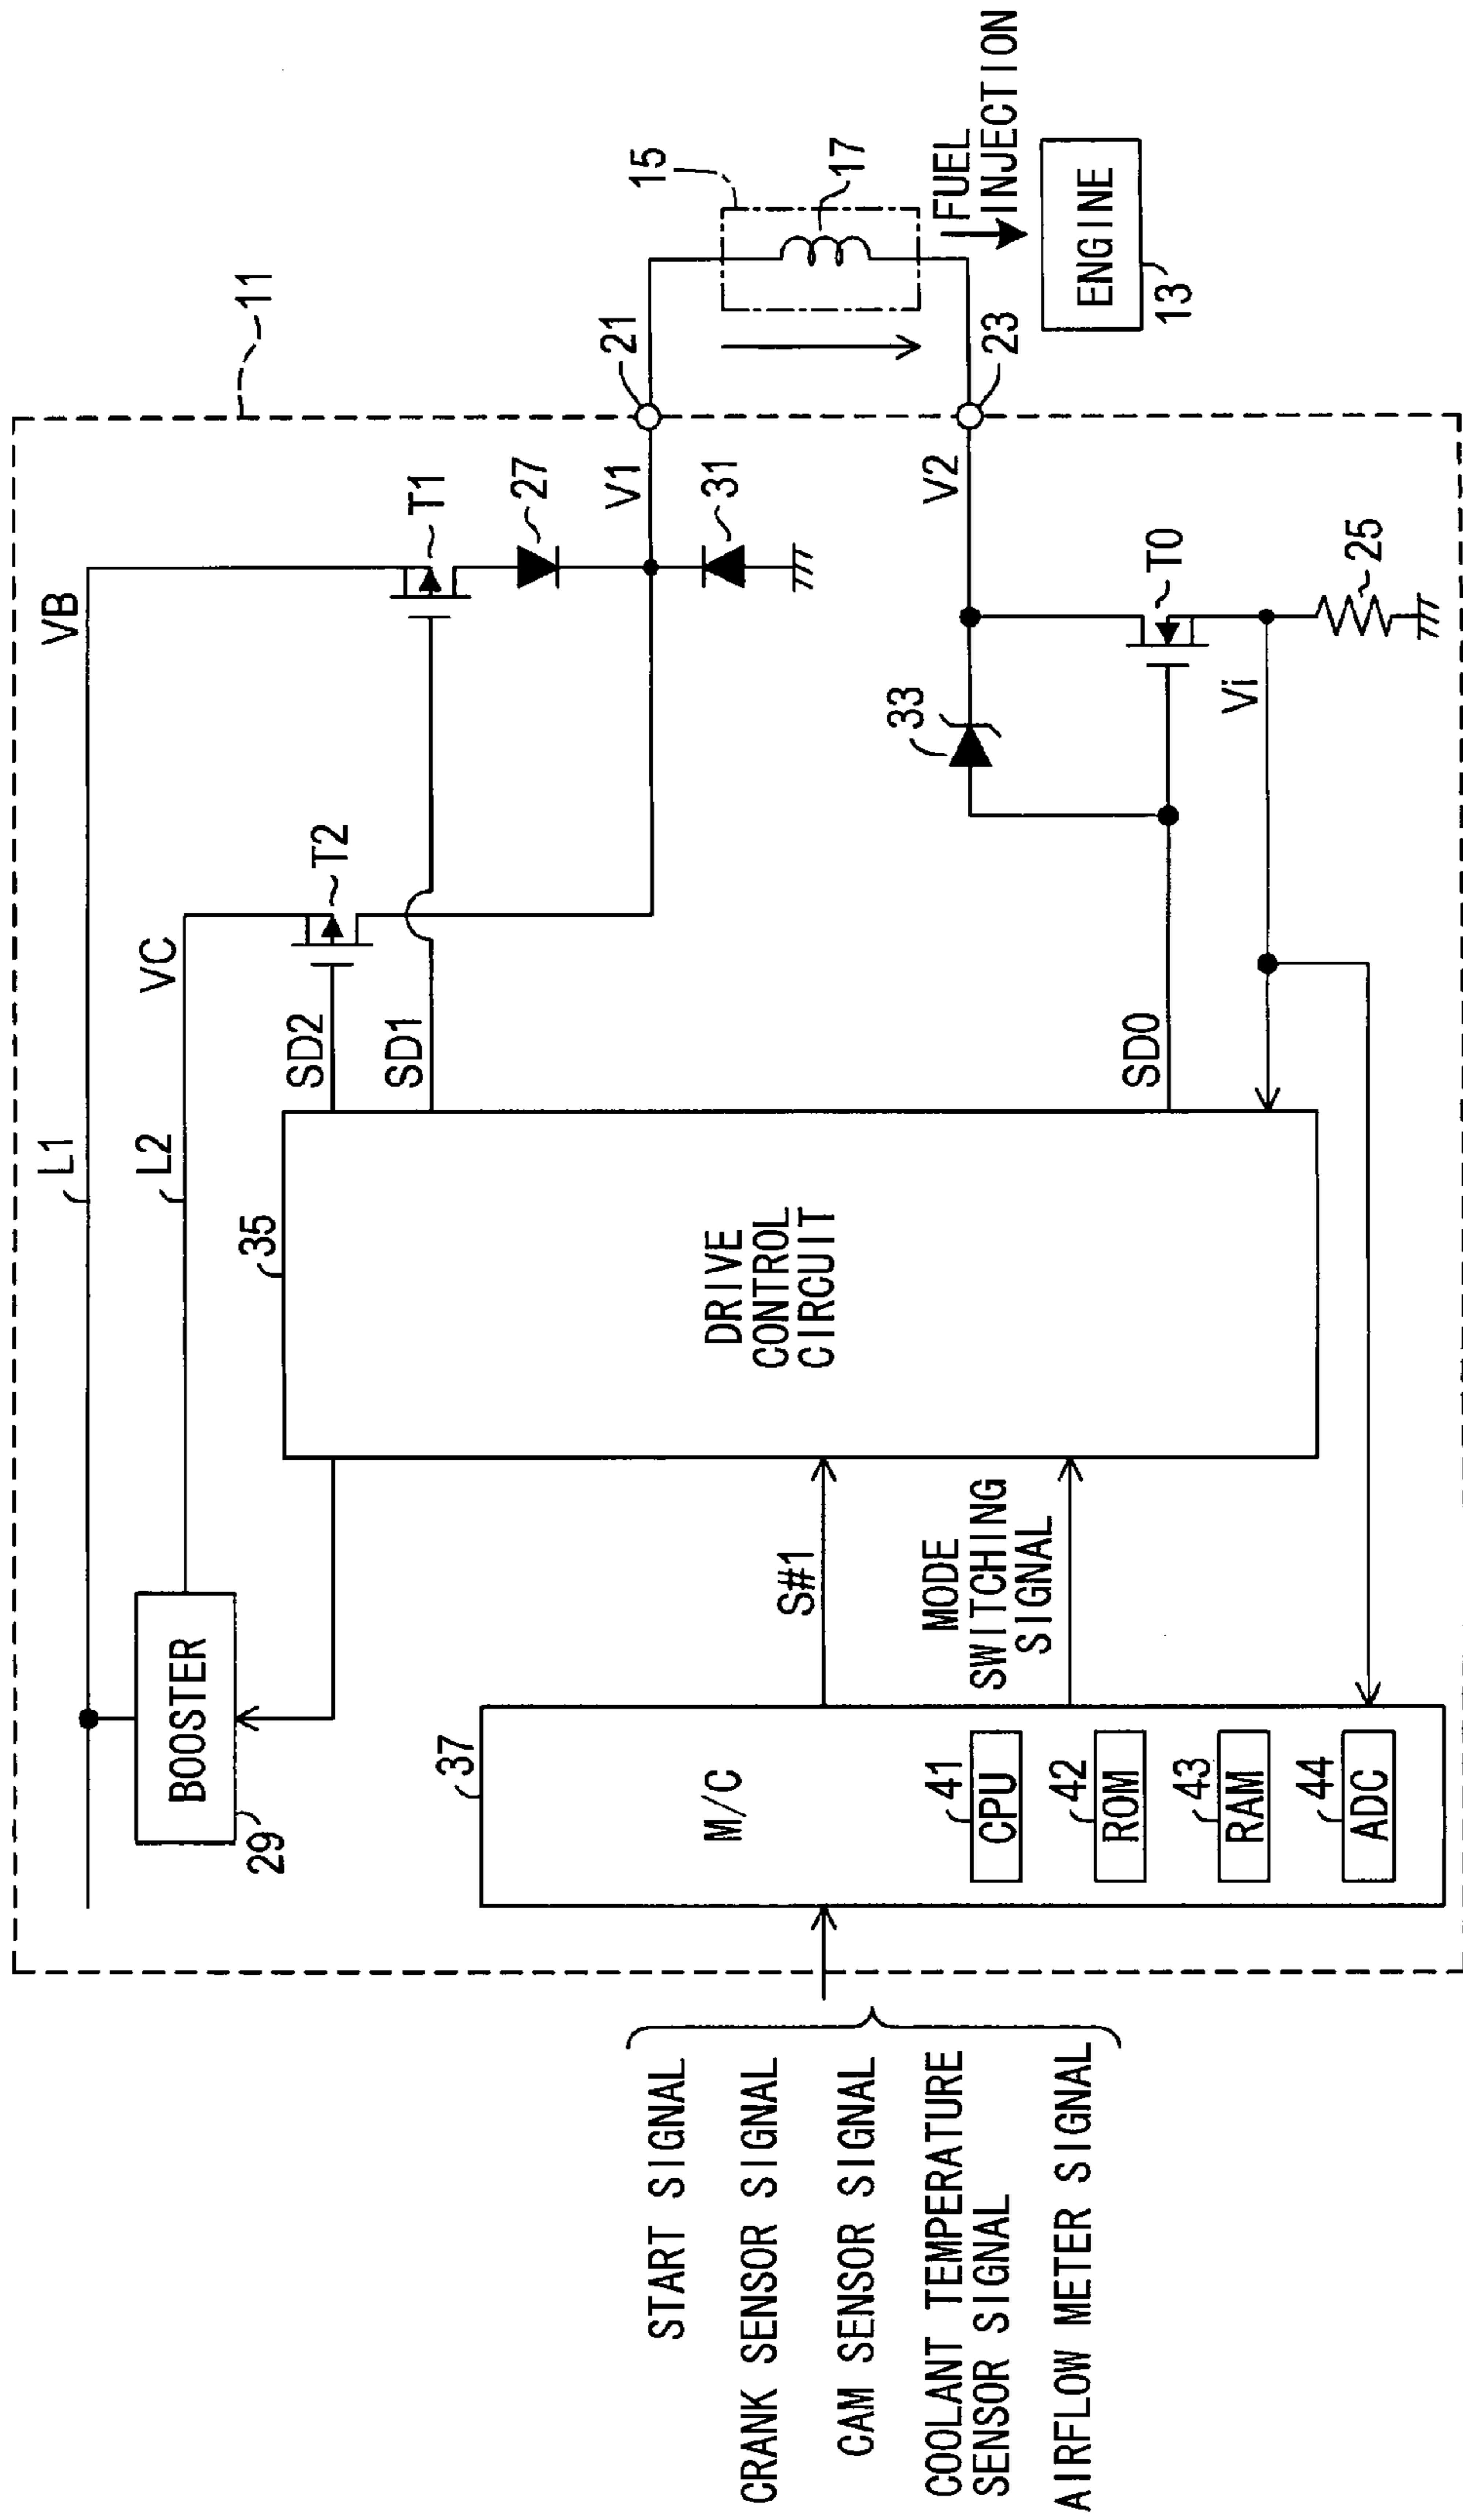 11
VB
L1
VC
L2
T1
27
V1
21
15
17
FUEL
INJECTION
ENGINE
13
23
V2
31
T2
SD2
SD1
33
T0
25
Vi
SD0
35
DRIVE
CONTROL
CIRCUIT
BOOSTER
29
S#1
MODE
SWITCHING
SIGNAL
37
M/C
41
CPU
42
ROM
43
RAM
44
ADC
START SIGNAL
CRANK SENSOR SIGNAL
CAM SENSOR SIGNAL
COOLANT TEMPERATURE
SENSOR SIGNAL
AIRFLOW METER SIGNAL